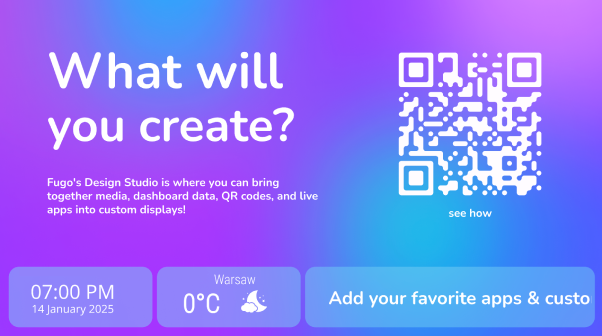 What will
you create?
Fugo's Design Studio is where you can bring
together media, dashboard data, QR codes, and live
apps into custom displays!
see how
07:00 PM
14 January 2025
Warsaw
0°C
Add your favorite apps & custo